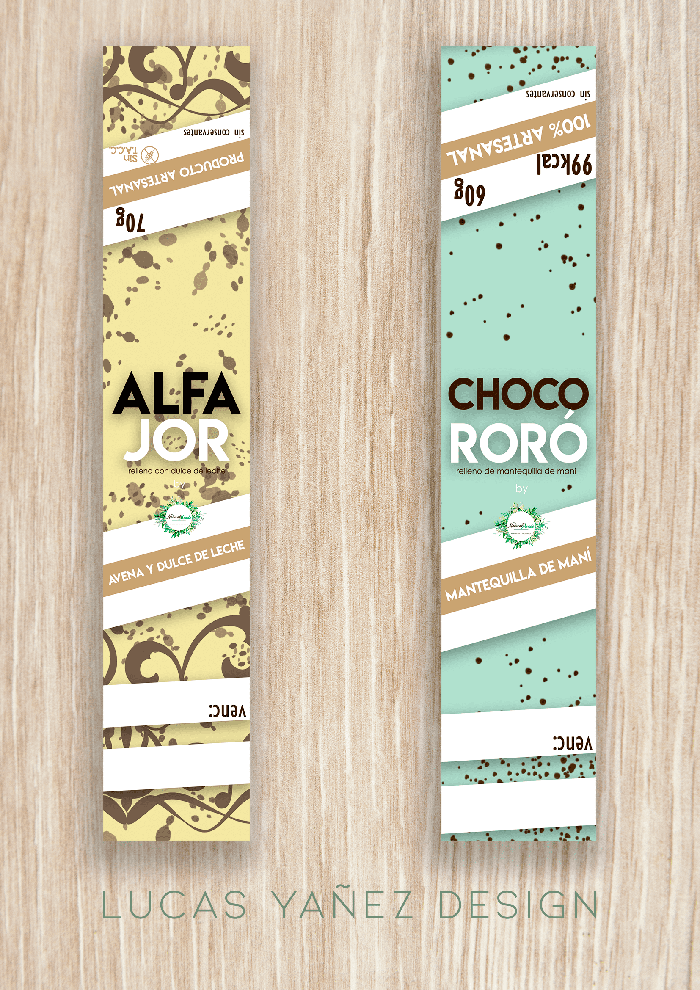 sin conservantes
sin
T.A.C.C.
PRODUCTO ARTESANAL
70g
ALFA
JOR
relleno con dulce de leche
by
AVENA Y DULCE DE LECHE
venc:
sin conservantes
100% ARTESANAL
99kcal
60g
CHOCO
RORÓ
relleno de mantequilla de maní
by
MANTEQUILLA DE MANÍ
venc:
LUCAS YAÑEZ DESIGN